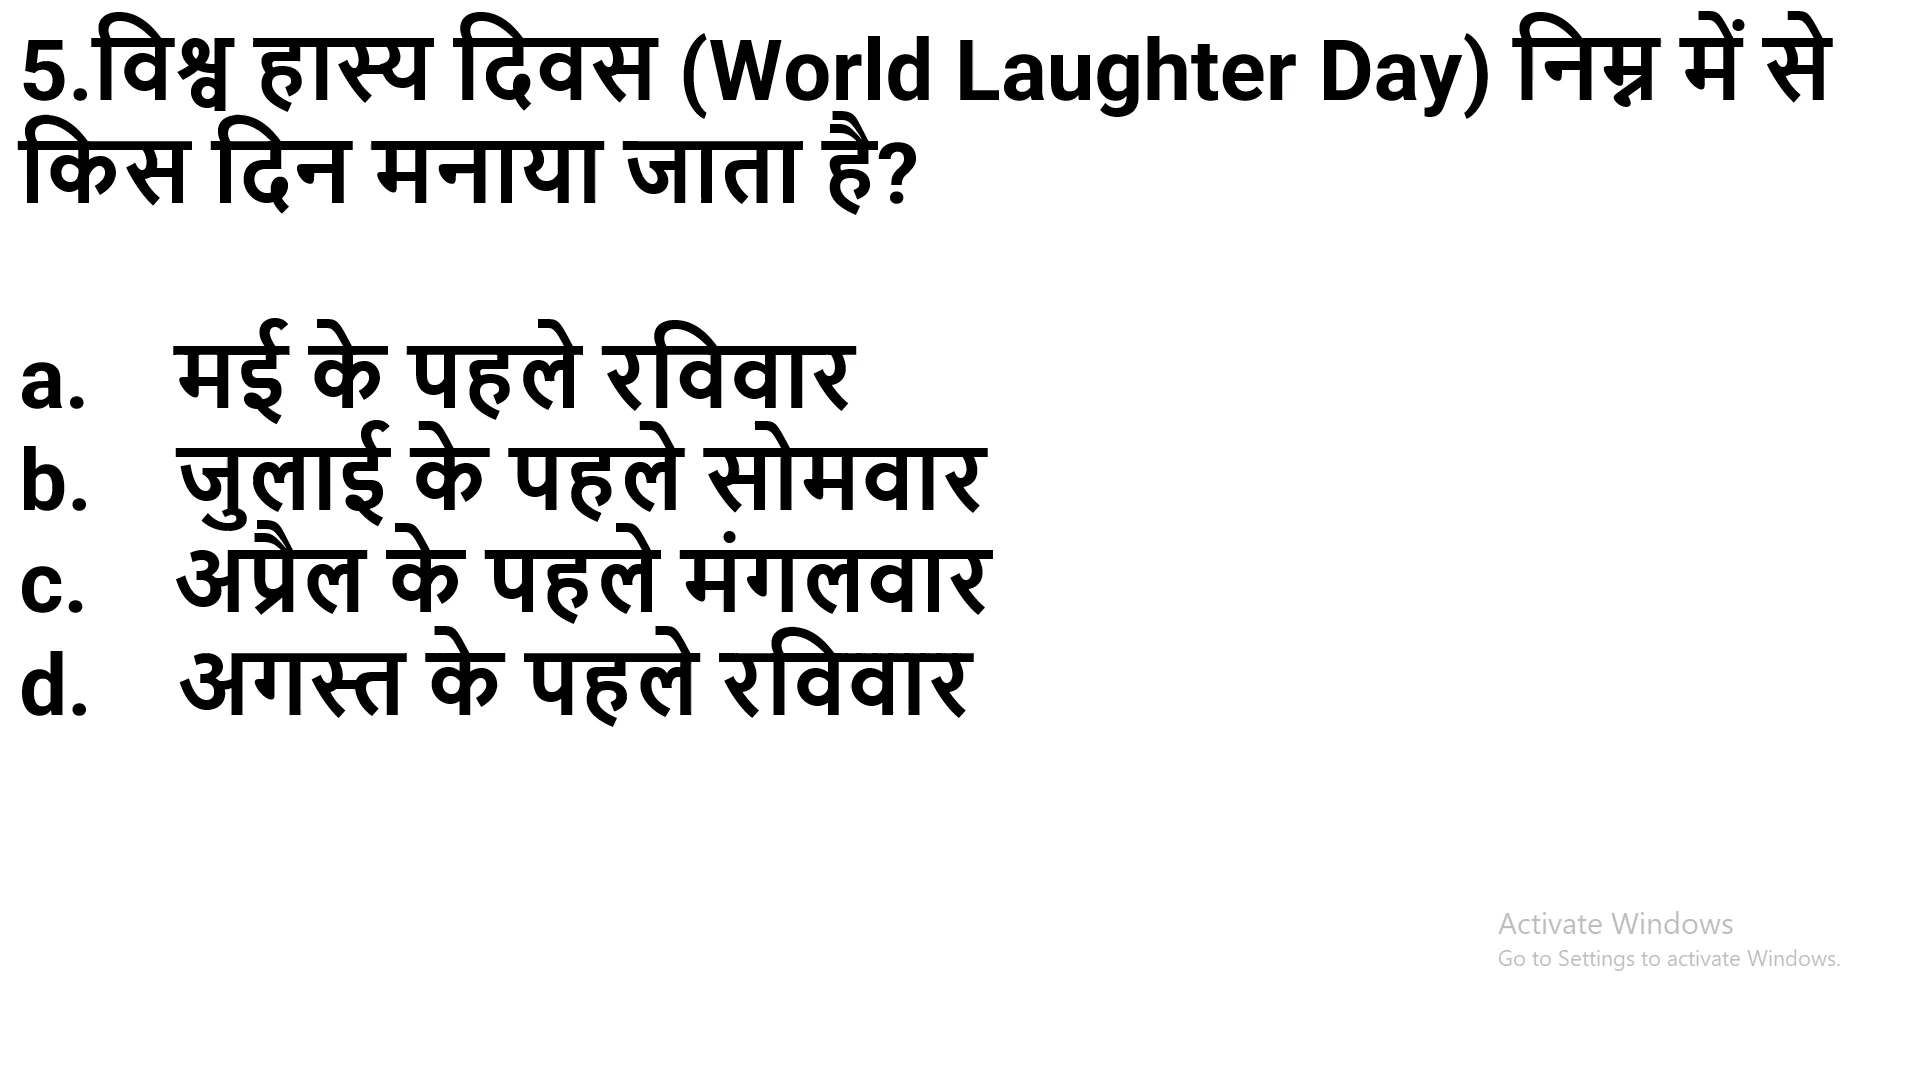 5.विश्व हास्य दिवस (World Laughter Day) निम्न में से
किस दिन मनाया जाता है?
a. मई के पहले रविवार
b. जुलाई के पहले सोमवार
c. अप्रैल के पहले मंगलवार
d. अगस्त के पहले रविवार
Activate Windows
Go to Settings to activate Windows.